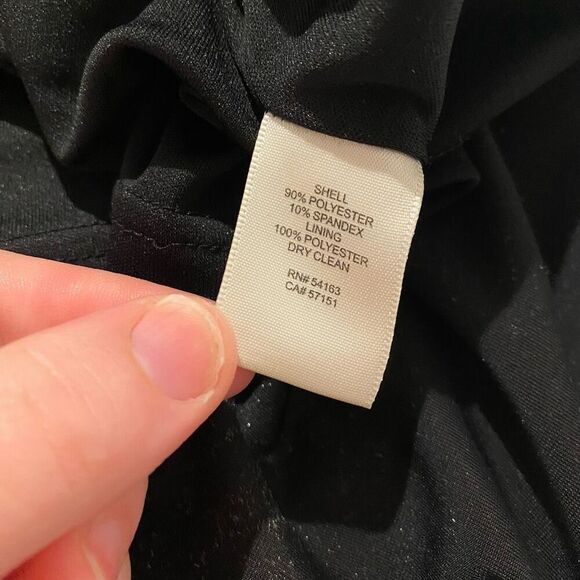 SHELL
90% POLYESTER
10% SPANDEX
LINING
100% POLYESTER
DRY CLEAN
RN# 54163
CA# 57151